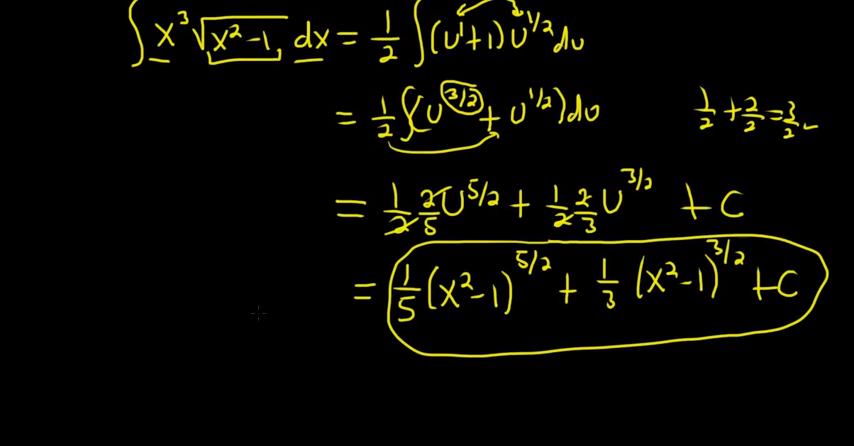 ∫x³√(x²-1) dx = 1/2 ∫(u¹+1)u^(1/2) du
= 1/2 ∫(u^(3/2) + u^(1/2))du
1/2 + 2/2 = 3/2
= 1/2 2/5 u^(5/2) + 1/2 2/3 u^(3/2) + C
= 1/5 (x²-1)^(5/2) + 1/3 (x²-1)^(3/2) + C